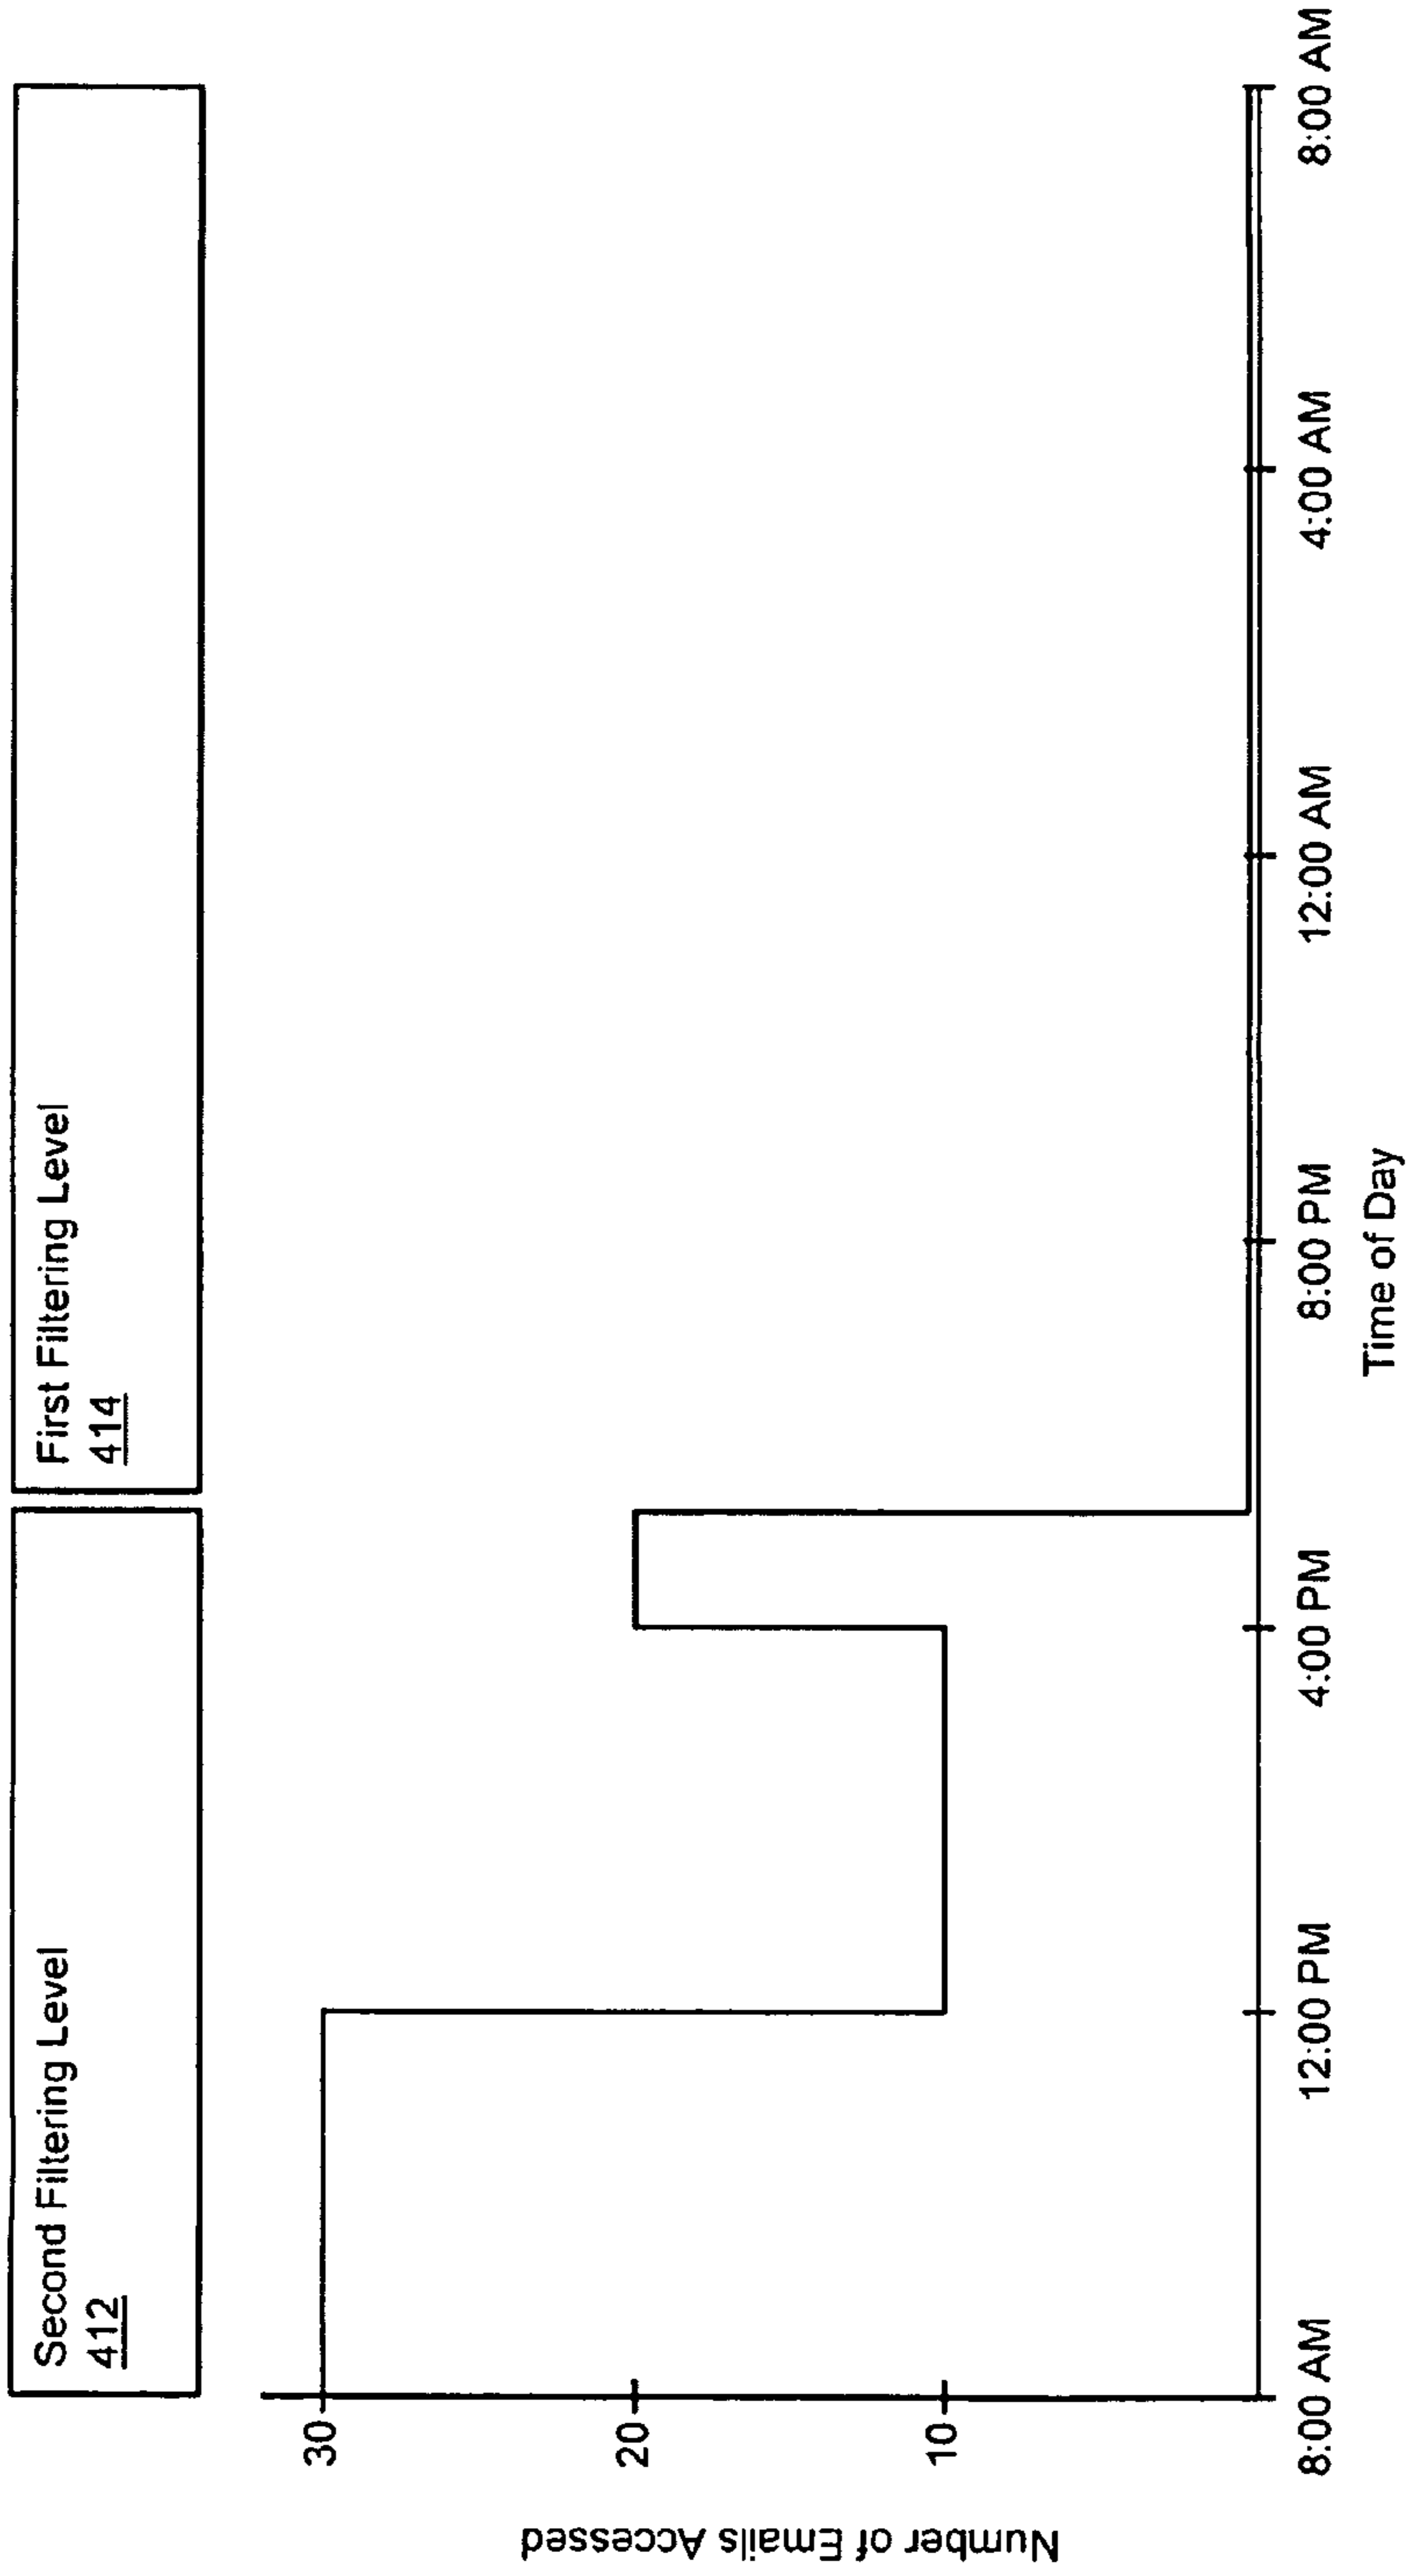 Second Filtering Level
412
First Filtering Level
414
Number of Emails Accessed
30
20
10
8:00 AM
12:00 PM
4:00 PM
8:00 PM
12:00 AM
4:00 AM
8:00 AM
Time of Day